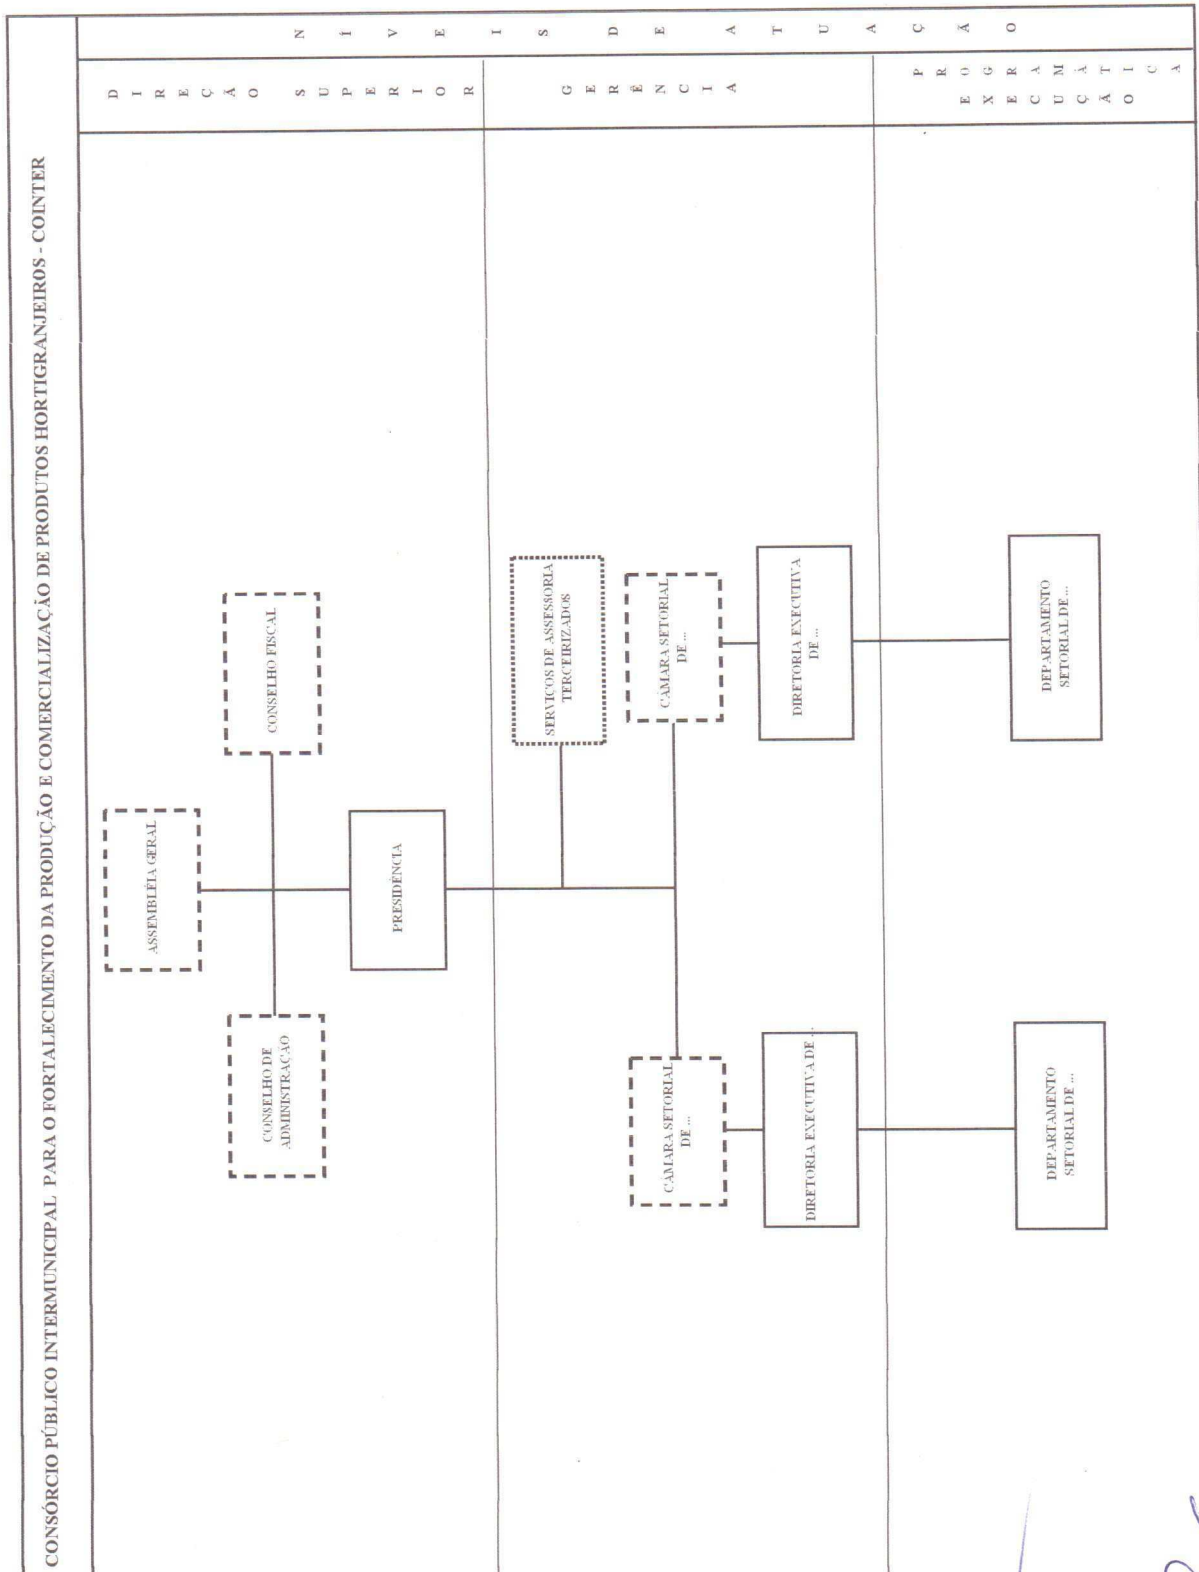 CONSÓRCIO PÚBLICO INTERMUNICIPAL PARA O FORTALECIMENTO DA PRODUÇÃO E COMERCIALIZAÇÃO DE PRODUTOS HORTIGRANJEIROS - COINTER
NÍVEIS DE ATUAÇÃO
DIREÇÃO SUPERIOR
ASSEMBLÉIA GERAL
CONSELHO DE
ADMINISTRAÇÃO
CONSELHO FISCAL
PRESIDÊNCIA
GERÊNCIA
SERVIÇOS DE ASSESSORIA
TERCEIRIZADOS
CÂMARA SETORIAL
DE ...
CÂMARA SETORIAL
DE ...
DIRETORIA EXECUTIVA DE ...
DIRETORIA EXECUTIVA
DE ...
EXECUÇÃO
PROGRAMÁTICA
DEPARTAMENTO
SETORIAL DE ...
DEPARTAMENTO
SETORIAL DE ...